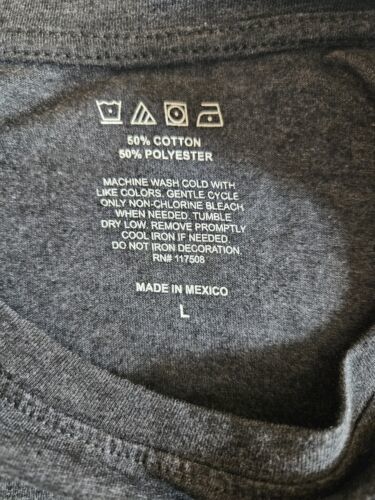 50% COTTON
50% POLYESTER
MACHINE WASH COLD WITH
LIKE COLORS. GENTLE CYCLE
ONLY NON-CHLORINE BLEACH
WHEN NEEDED. TUMBLE
DRY LOW. REMOVE PROMPTLY
COOL IRON IF NEEDED.
DO NOT IRON DECORATION.
RN# 117508
MADE IN MEXICO
L